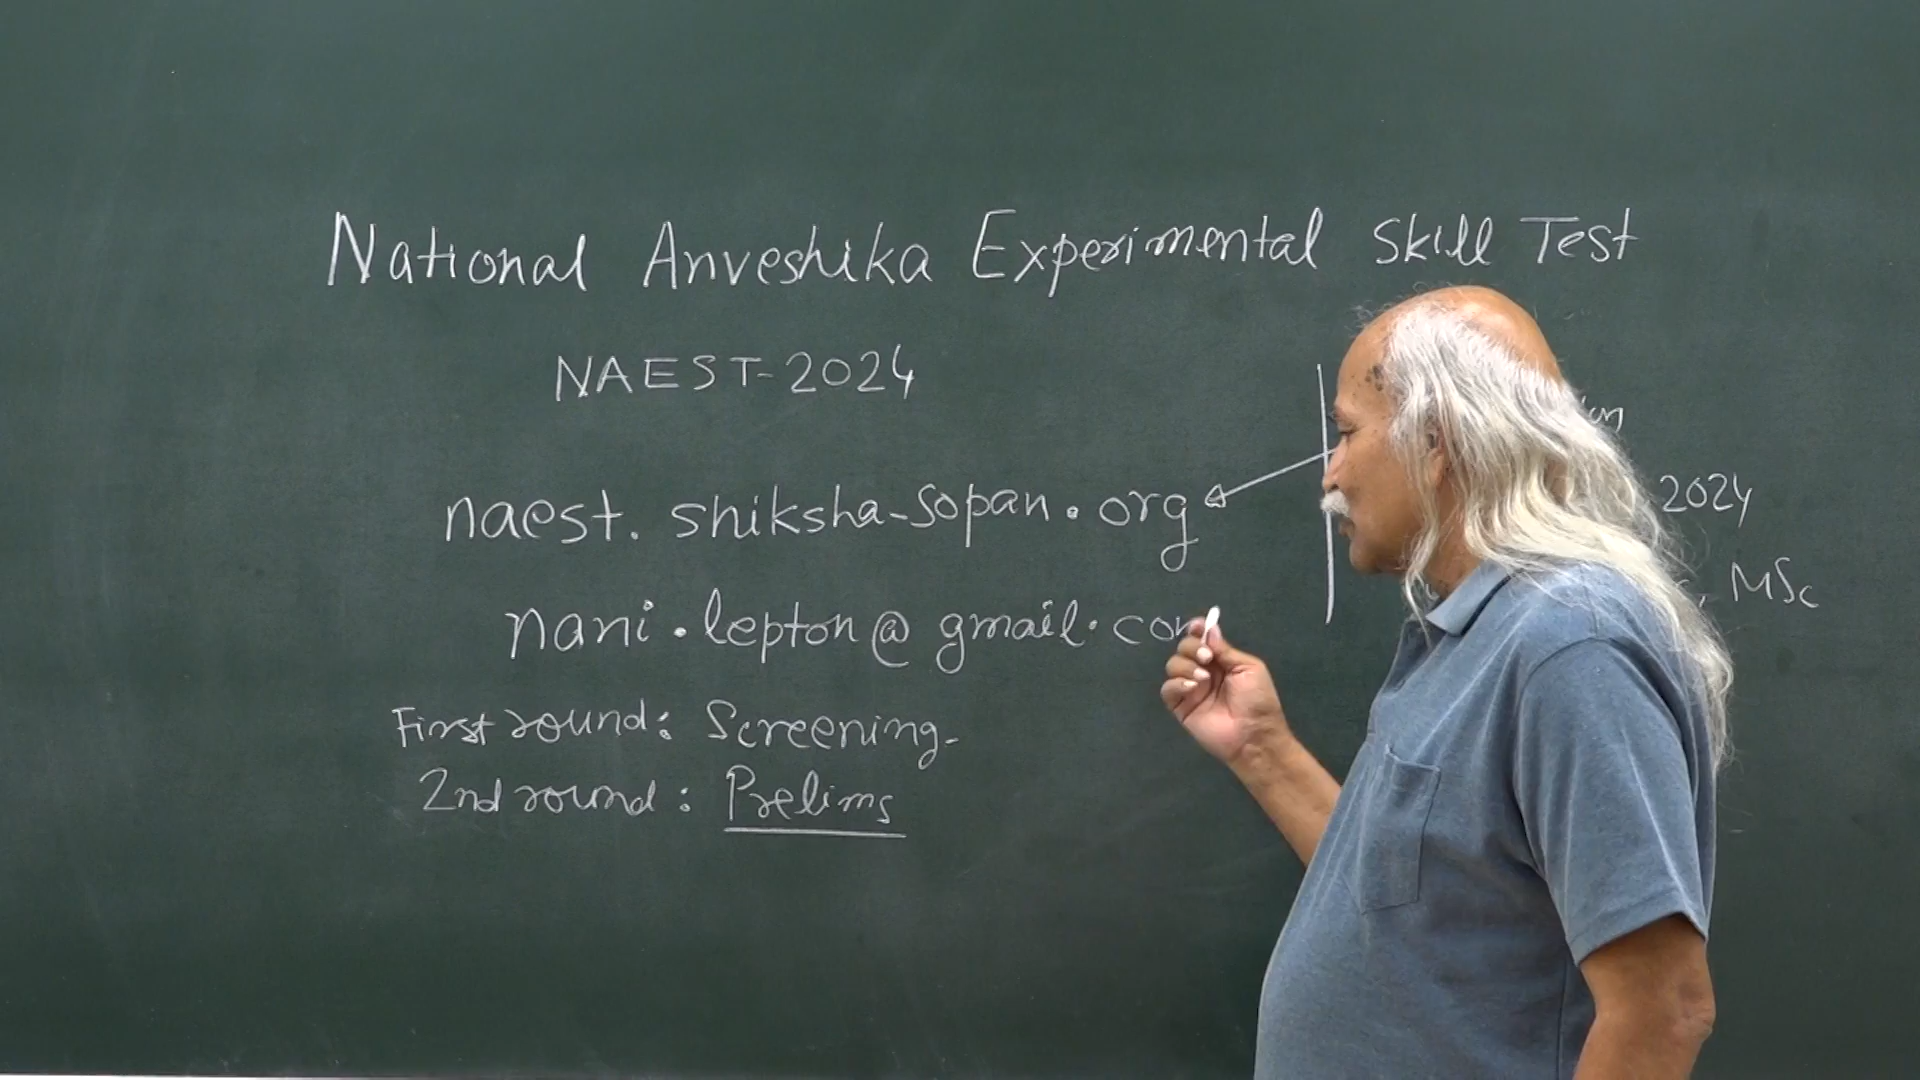 National Anveshika Experimental Skill Test
NAEST-2024
naest.shiksha-sopan.org
2024
nani.lepton@gmail.com
, MSc
First round: Screening-
2nd round: Prelims